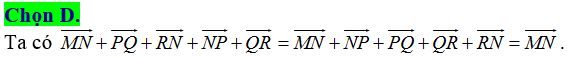 Chọn D.
Ta có $\overrightarrow{MN}+\overrightarrow{PQ}+\overrightarrow{RN}+\overrightarrow{NP}+\overrightarrow{QR}=\overrightarrow{MN}+\overrightarrow{NP}+\overrightarrow{PQ}+\overrightarrow{QR}+\overrightarrow{RN}=\overrightarrow{MN}$ .